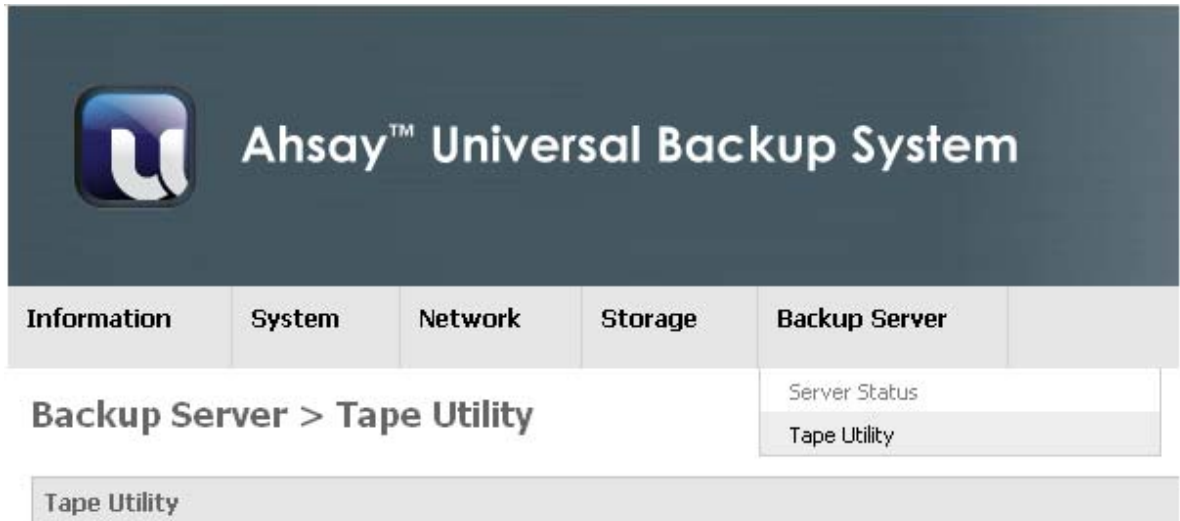 Ahsay™ Universal Backup System
Information System Network Storage Backup Server
Server Status
Tape Utility
Backup Server > Tape Utility
Tape Utility